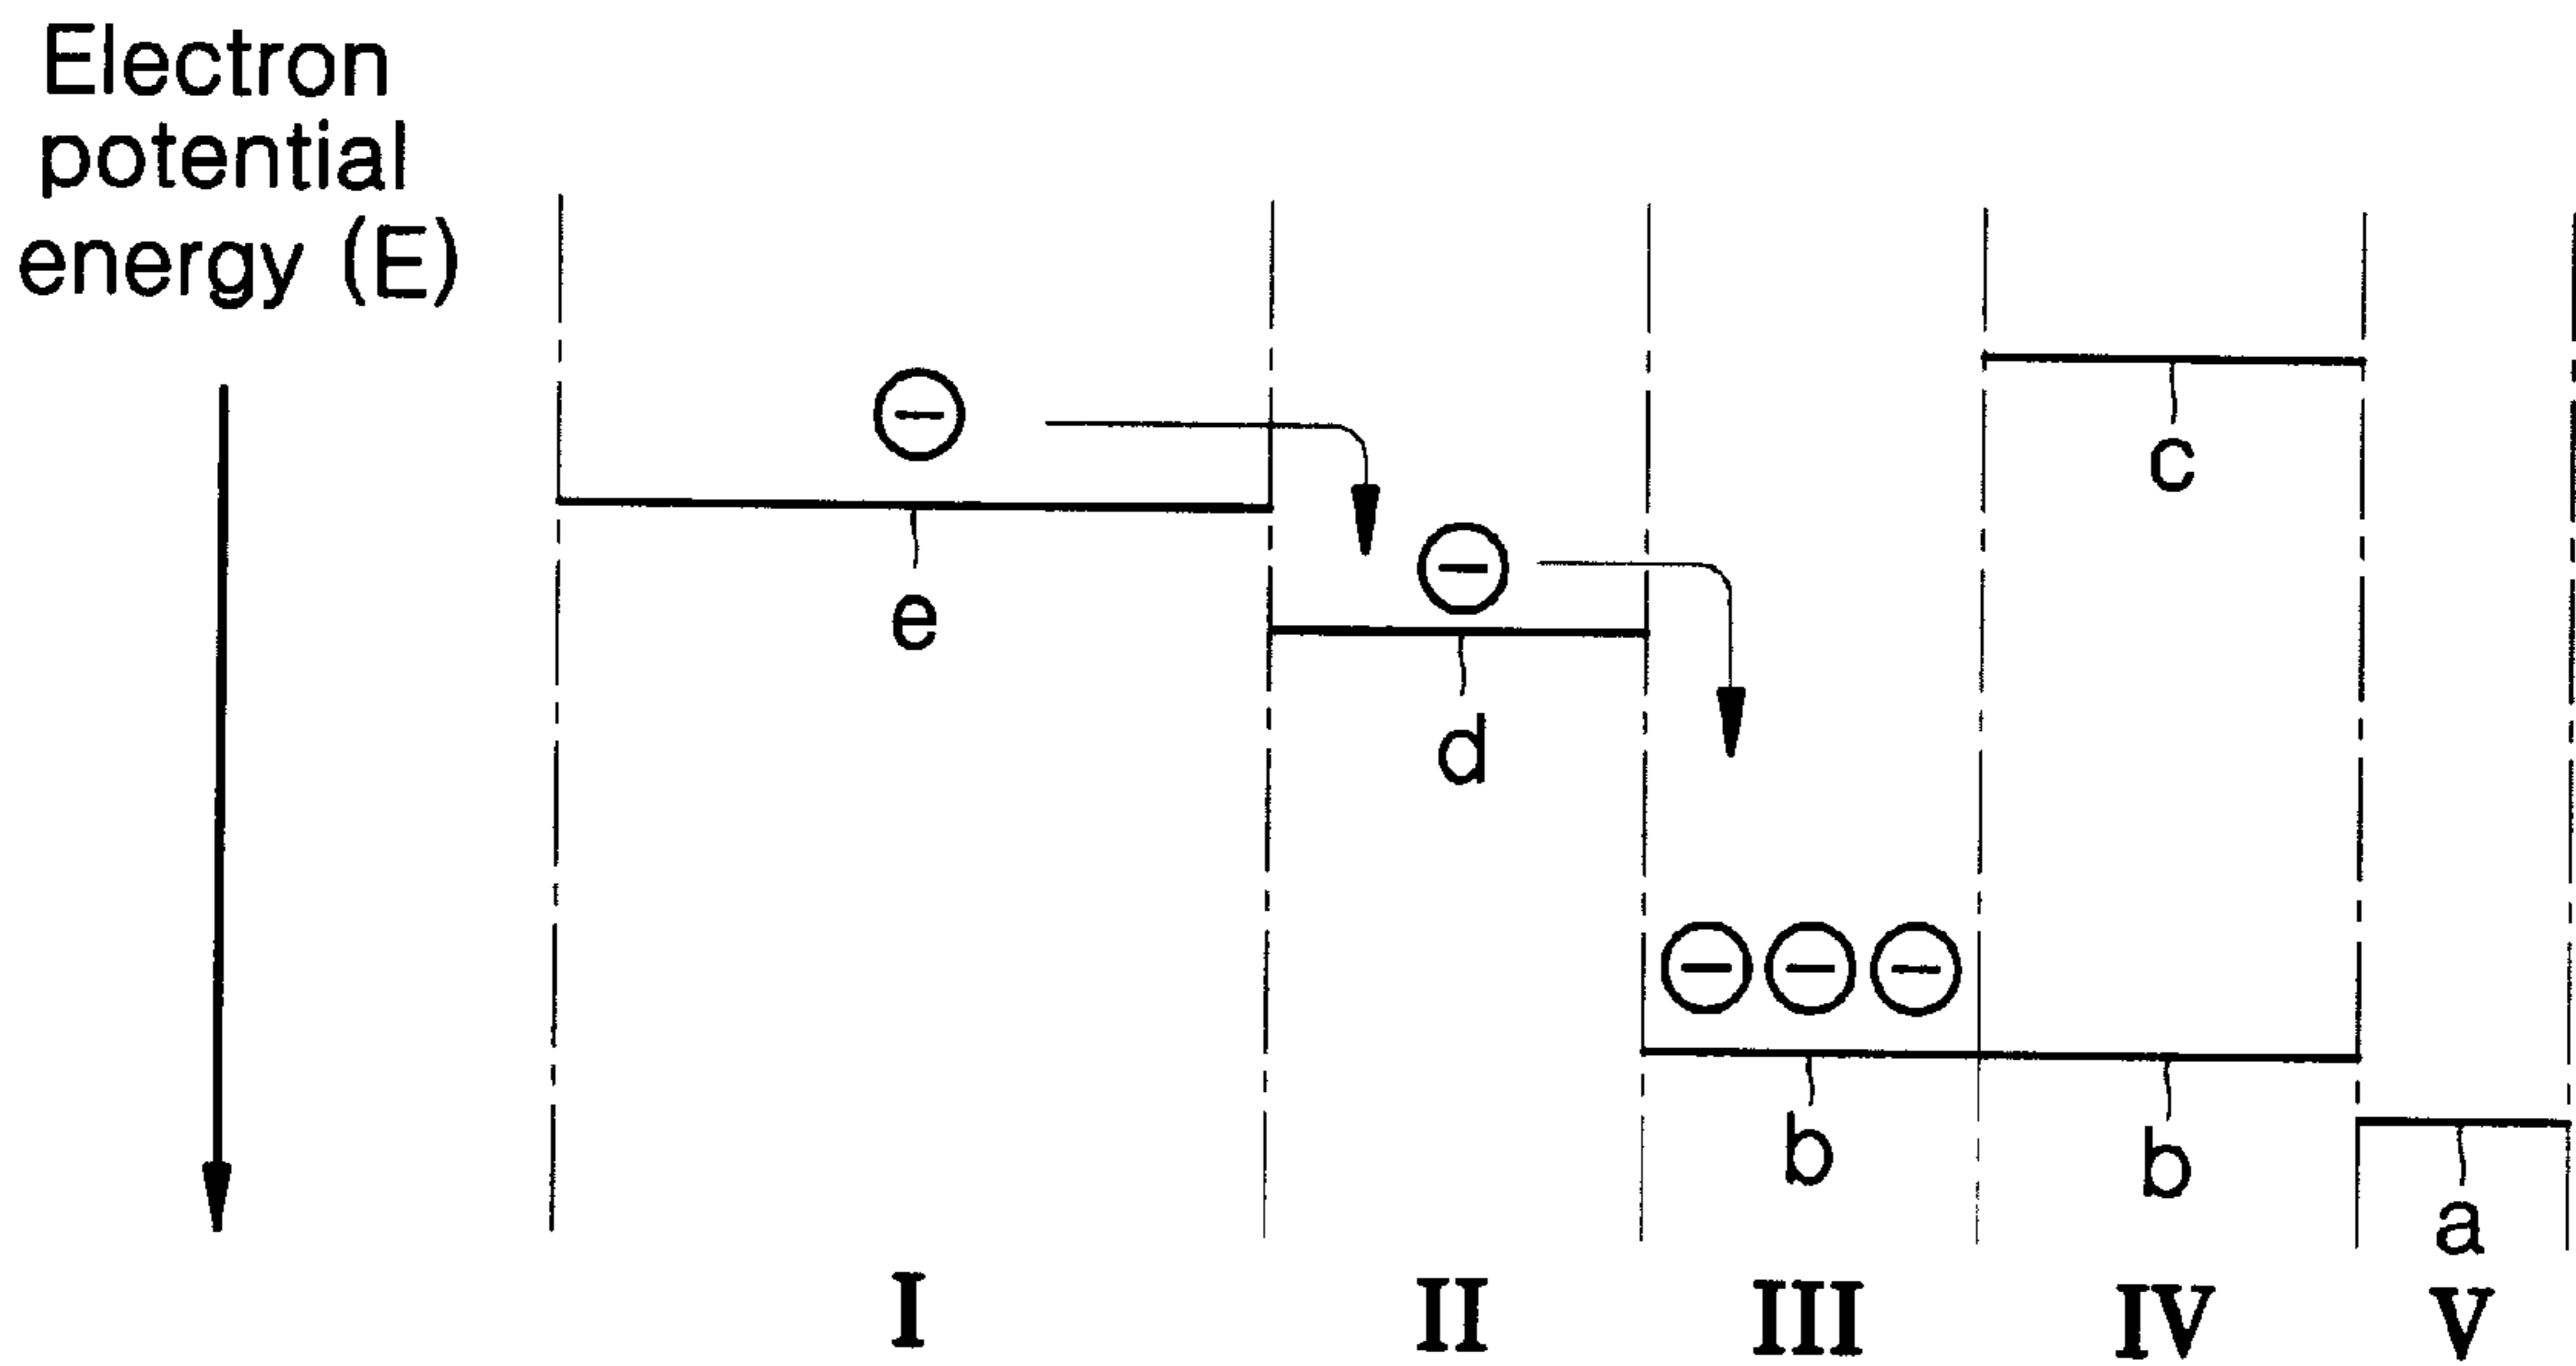 Electron
potential
energy (E)
c
e
d
b
b
a
I
II
III
IV
V